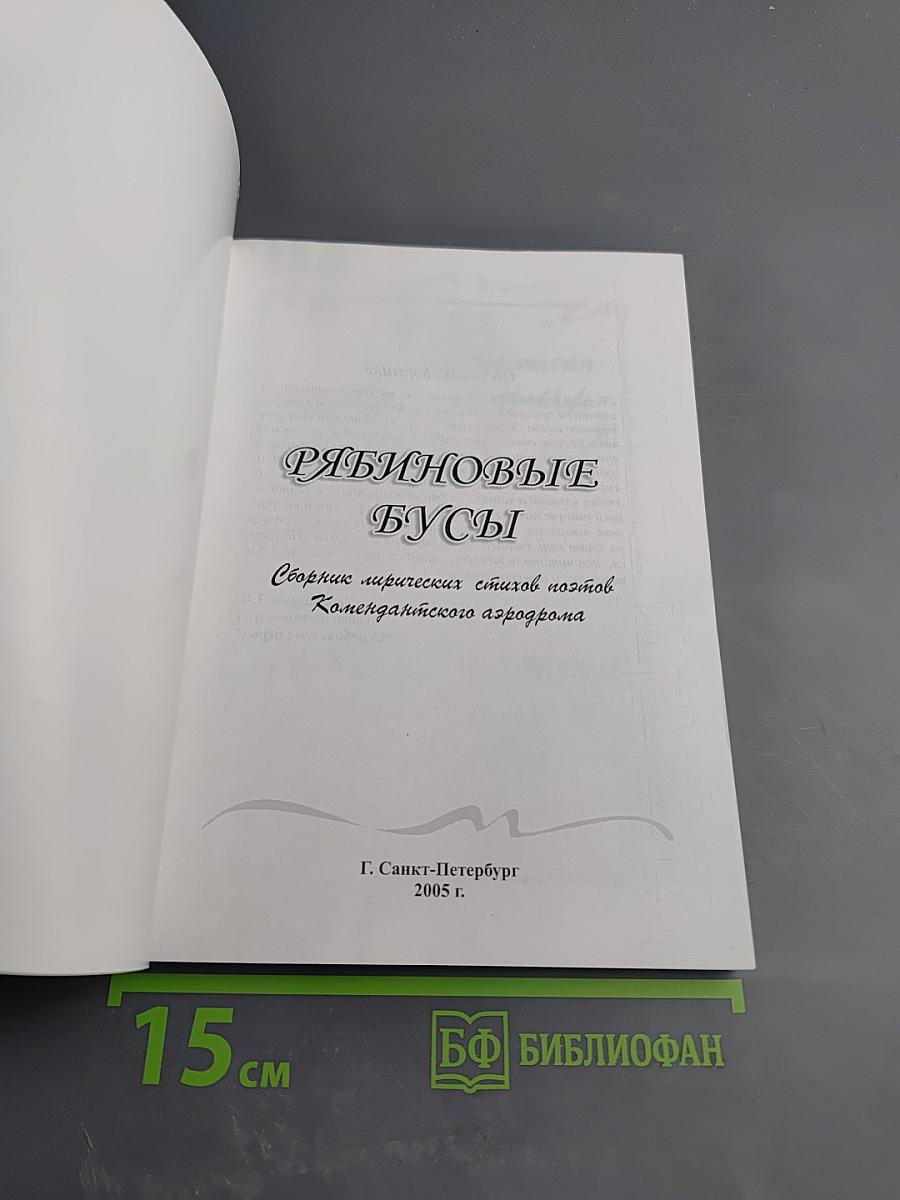 РЯБИНОВЫЕ
БУСЫ
Сборник лирических стихов поэтов
Комендантского аэродрома
Г. Санкт-Петербург
2005 г.
15 см
БФ БИБЛИОФАН